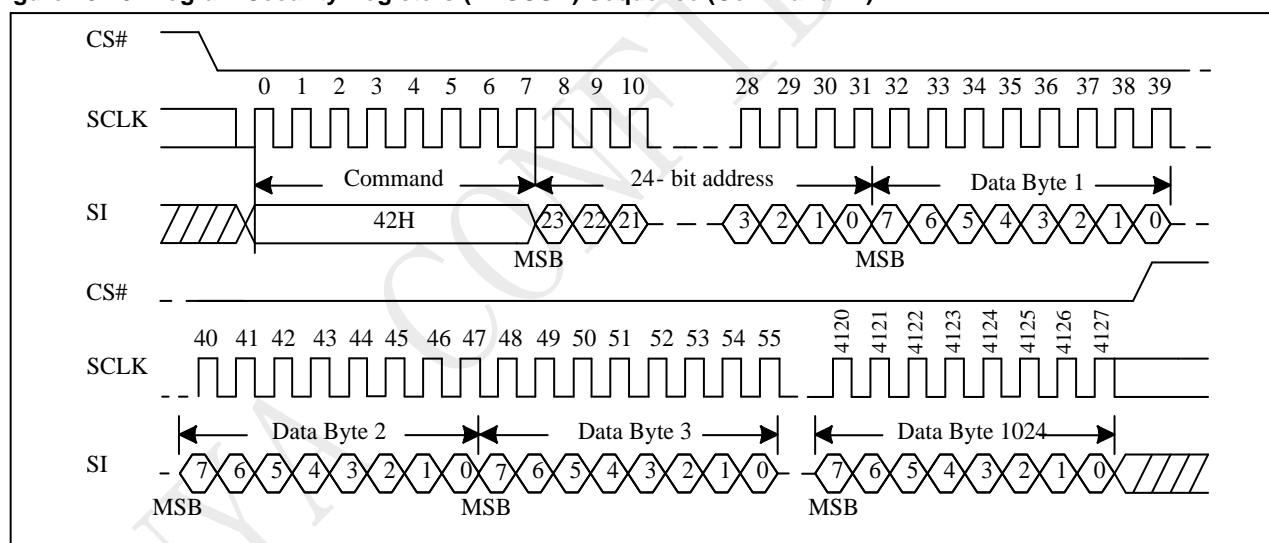 CS#
0 1 2 3 4 5 6 7 8 9 10 28 29 30 31 32 33 34 35 36 37 38 39
SCLK
Command 24- bit address Data Byte 1
SI 42H 23 22 21 3 2 1 0 7 6 5 4 3 2 1 0
MSB MSB
CS#
40 41 42 43 44 45 46 47 48 49 50 51 52 53 54 55 4120 4121 4122 4123 4124 4125 4126 4127
SCLK
Data Byte 2 Data Byte 3 Data Byte 1024
SI 7 6 5 4 3 2 1 0 7 6 5 4 3 2 1 0 7 6 5 4 3 2 1 0
MSB MSB MSB